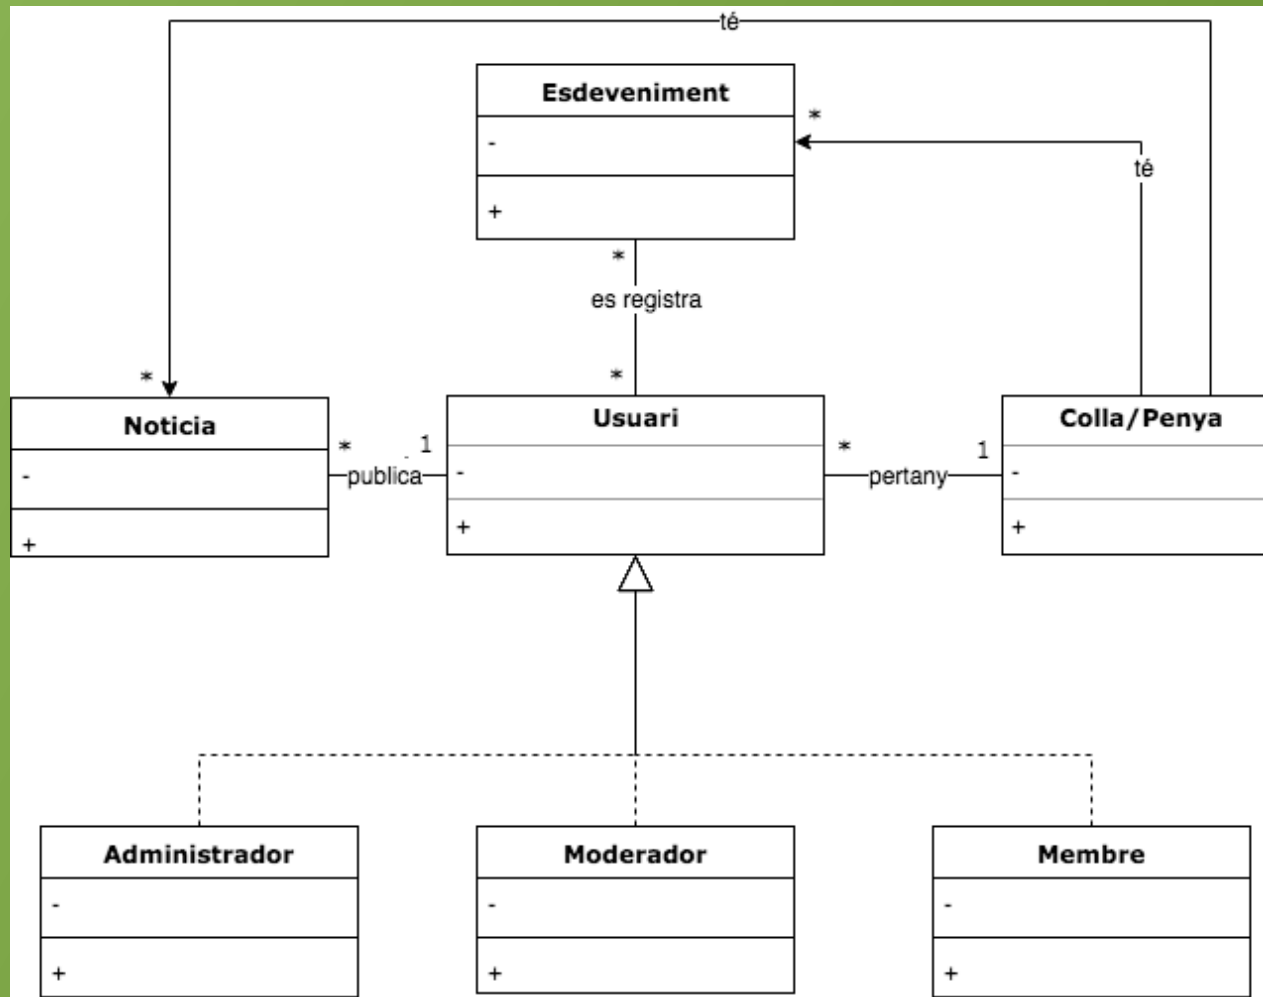 té
Esdeveniment
-
+
*
té
*
es registra
*
*
Noticia
-
+
*
publica
1
Usuari
-
+
*
pertany
1
Colla/Penya
-
+
Administrador
-
+
Moderador
-
+
Membre
-
+